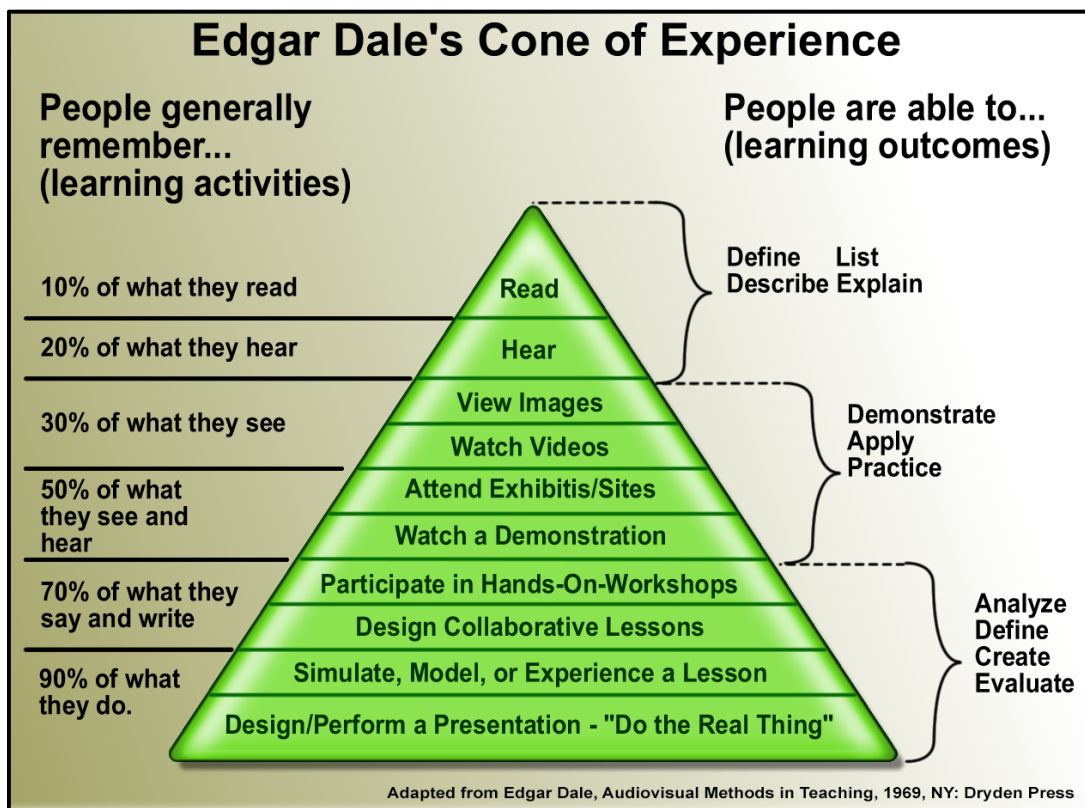 Edgar Dale's Cone of Experience
People generally
remember...
(learning activities)
People are able to...
(learning outcomes)
10% of what they read
20% of what they hear
30% of what they see
50% of what
they see and
hear
70% of what they
say and write
90% of what
they do.
Read
Hear
View Images
Watch Videos
Attend Exhibitis/Sites
Watch a Demonstration
Participate in Hands-On-Workshops
Design Collaborative Lessons
Simulate, Model, or Experience a Lesson
Design/Perform a Presentation - "Do the Real Thing"
Define List
Describe Explain
Demonstrate
Apply
Practice
Analyze
Define
Create
Evaluate
Adapted from Edgar Dale, Audiovisual Methods in Teaching, 1969, NY: Dryden Press